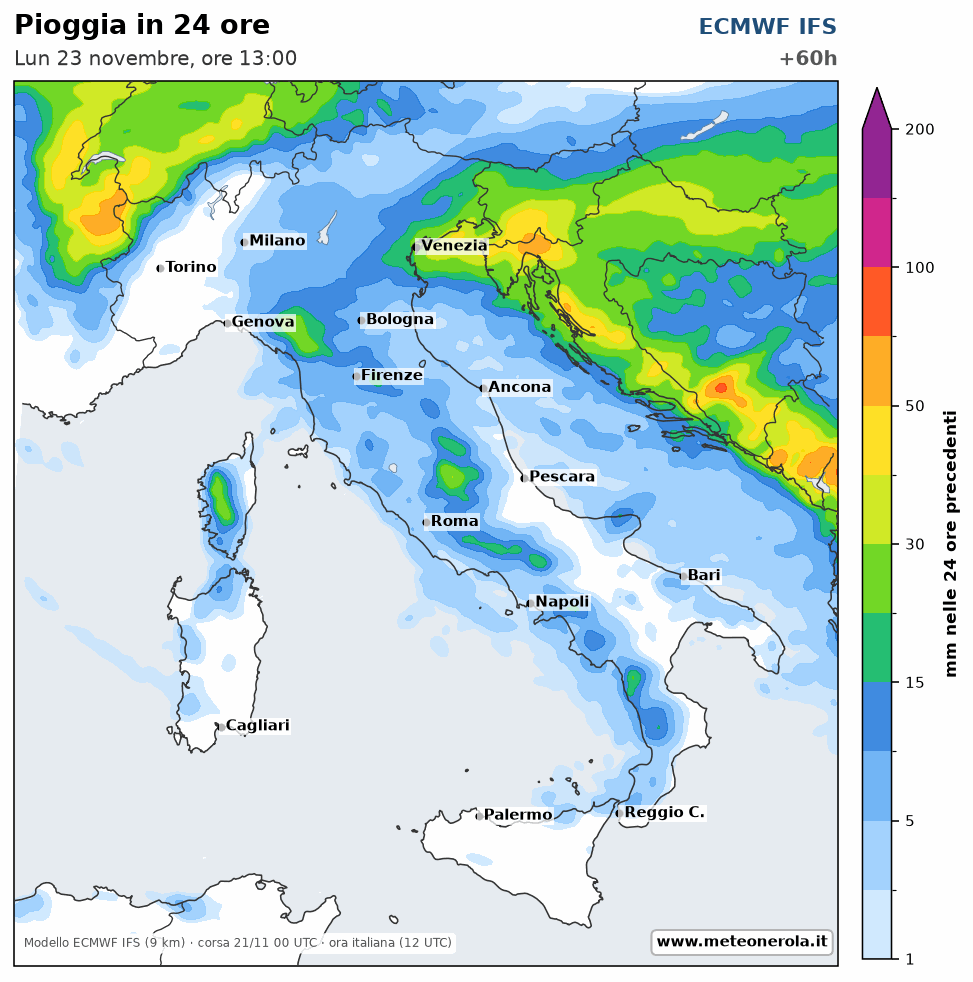 Pioggia in 24 ore
ECMWF IFS
Lun 23 novembre, ore 13:00
+60h
200
100
50
30
15
5
1
mm nelle 24 ore precedenti
Milano
Venezia
Torino
Genova
Bologna
Firenze
Ancona
Pescara
Roma
Bari
Napoli
Cagliari
Palermo
Reggio C.
Modello ECMWF IFS (9 km) · corsa 21/11 00 UTC · ora italiana (12 UTC)
www.meteonerola.it